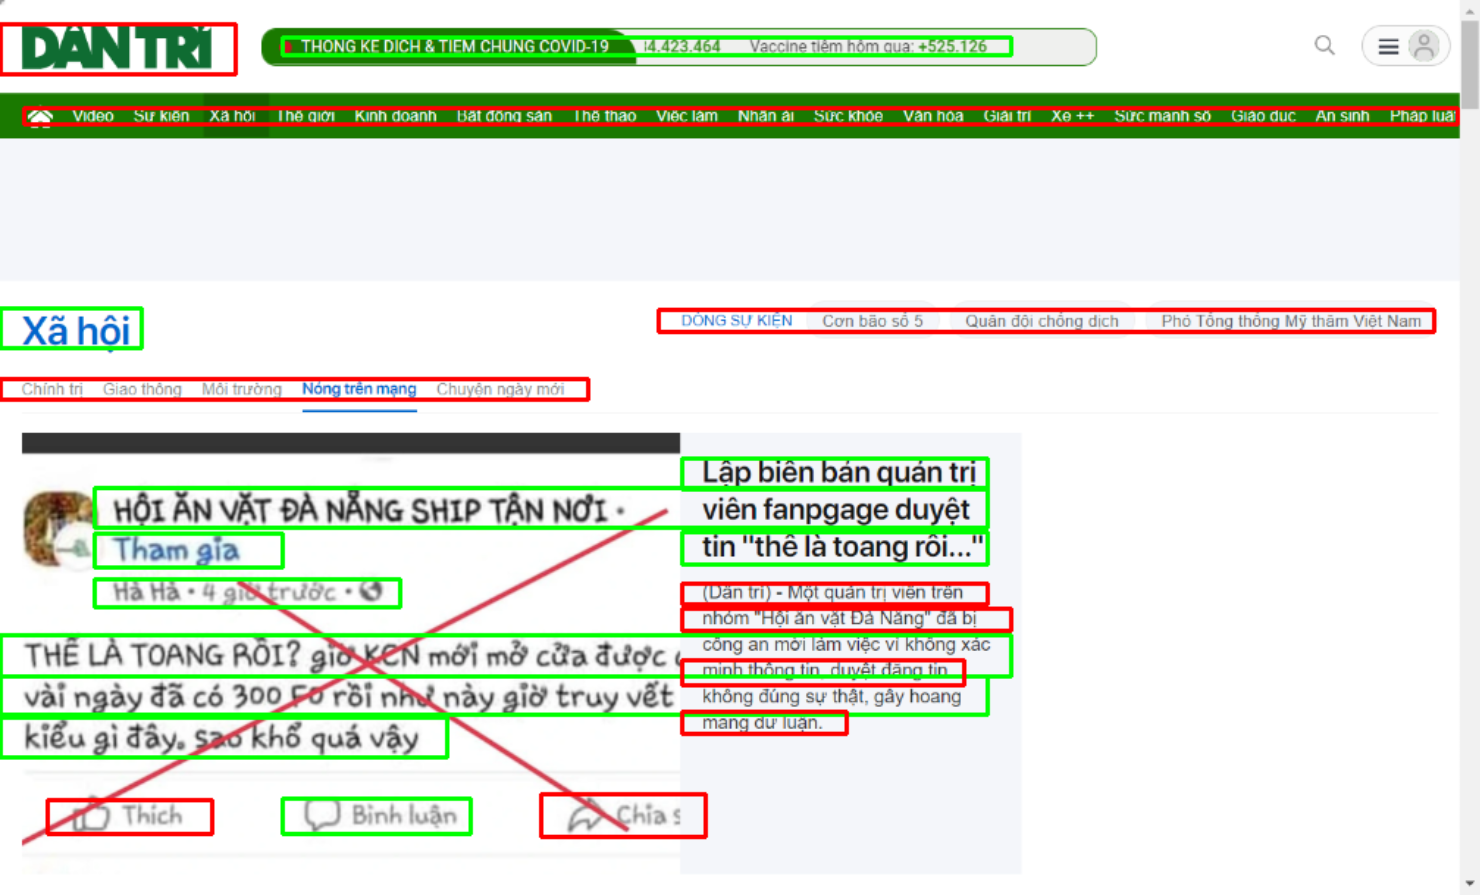 DÂN TRÍ
THỐNG KÊ DỊCH & TIÊM CHỦNG COVID-19 34.423.464 Vaccine tiêm hôm qua: +525.126
Video Sự kiện Xã hội Thế giới Kinh doanh Bất động sản Thể thao Việc làm Nhân ái Sức khỏe Văn hóa Giải trí Xe ++ Sức mạnh số Giáo dục An sinh Pháp luật
Xã hội
DÒNG SỰ KIỆN Cơn bão số 5 Quân đội chống dịch Phó Tổng thống Mỹ thăm Việt Nam
Chính trị Giao thông Môi trường Nóng trên mạng Chuyện ngày mới
HỘI ĂN VẶT ĐÀ NẴNG SHIP TẬN NƠI ·
Tham gia
Hà Hà · 4 giờ trước ·
THẾ LÀ TOANG RỒI? giờ KCN mới mở cửa được
vài ngày đã có 300 F0 rồi như này giờ truy vết
kiểu gì đây. sao khổ quá vậy
Thích Bình luận Chia s
Lập biên bản quản trị
viên fanpgage duyệt
tin "thế là toang rồi..."
(Dân trí) - Một quản trị viên trên
nhóm "Hội ăn vặt Đà Nẵng" đã bị
công an mời làm việc vì không xác
minh thông tin, duyệt đăng tin
không đúng sự thật, gây hoang
mang dư luận.